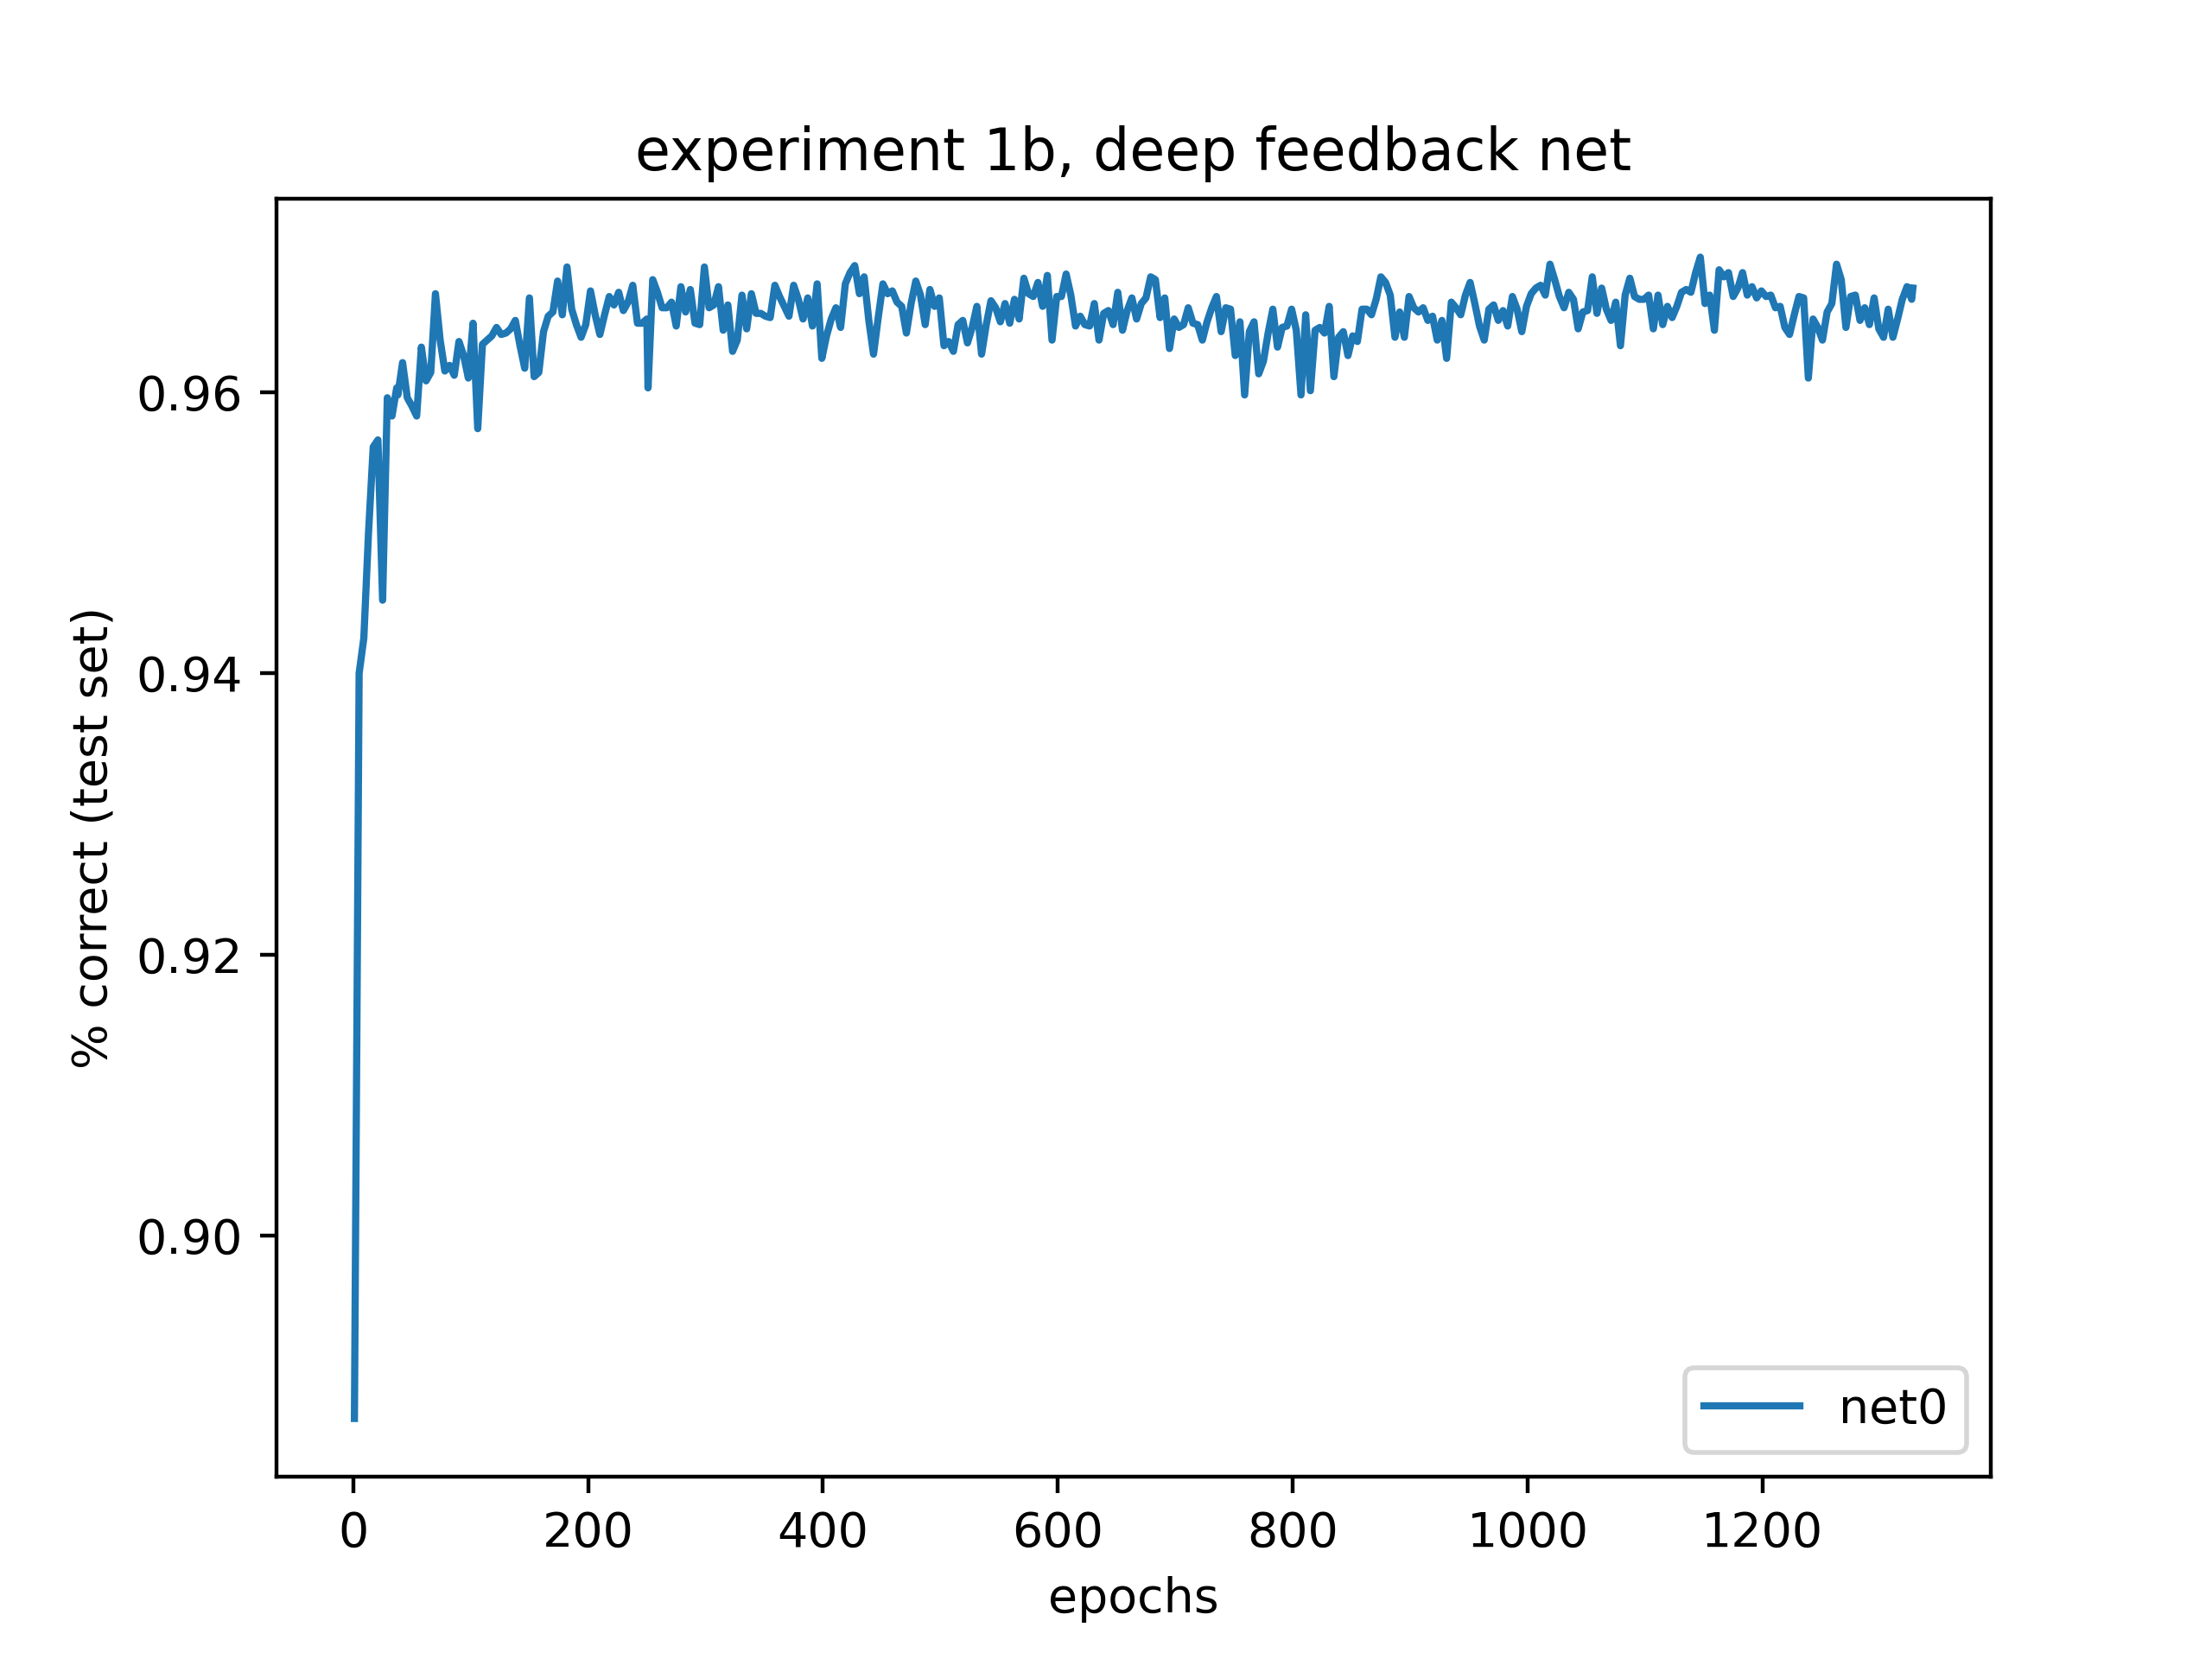 experiment 1b, deep feedback net
% correct (test set)
0.96
0.94
0.92
0.90
net0
0 200 400 600 800 1000 1200
epochs